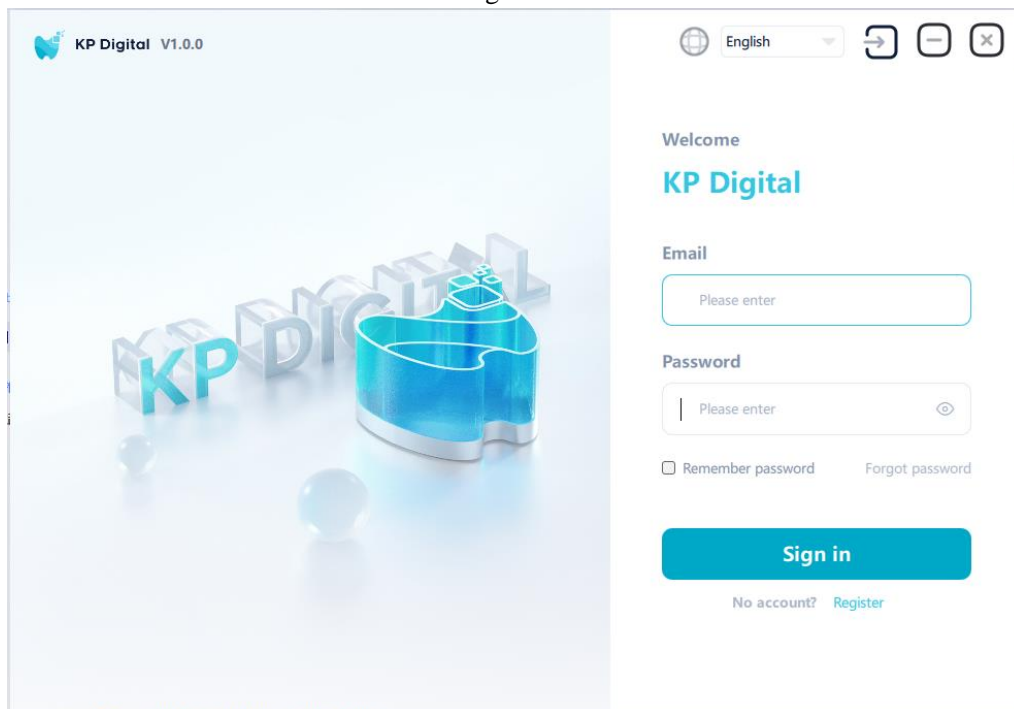 KP Digital V1.0.0
English
Welcome
KP Digital
KP DIGITAL
Email
Please enter
Password
Please enter
Remember password Forgot password
Sign in
No account? Register